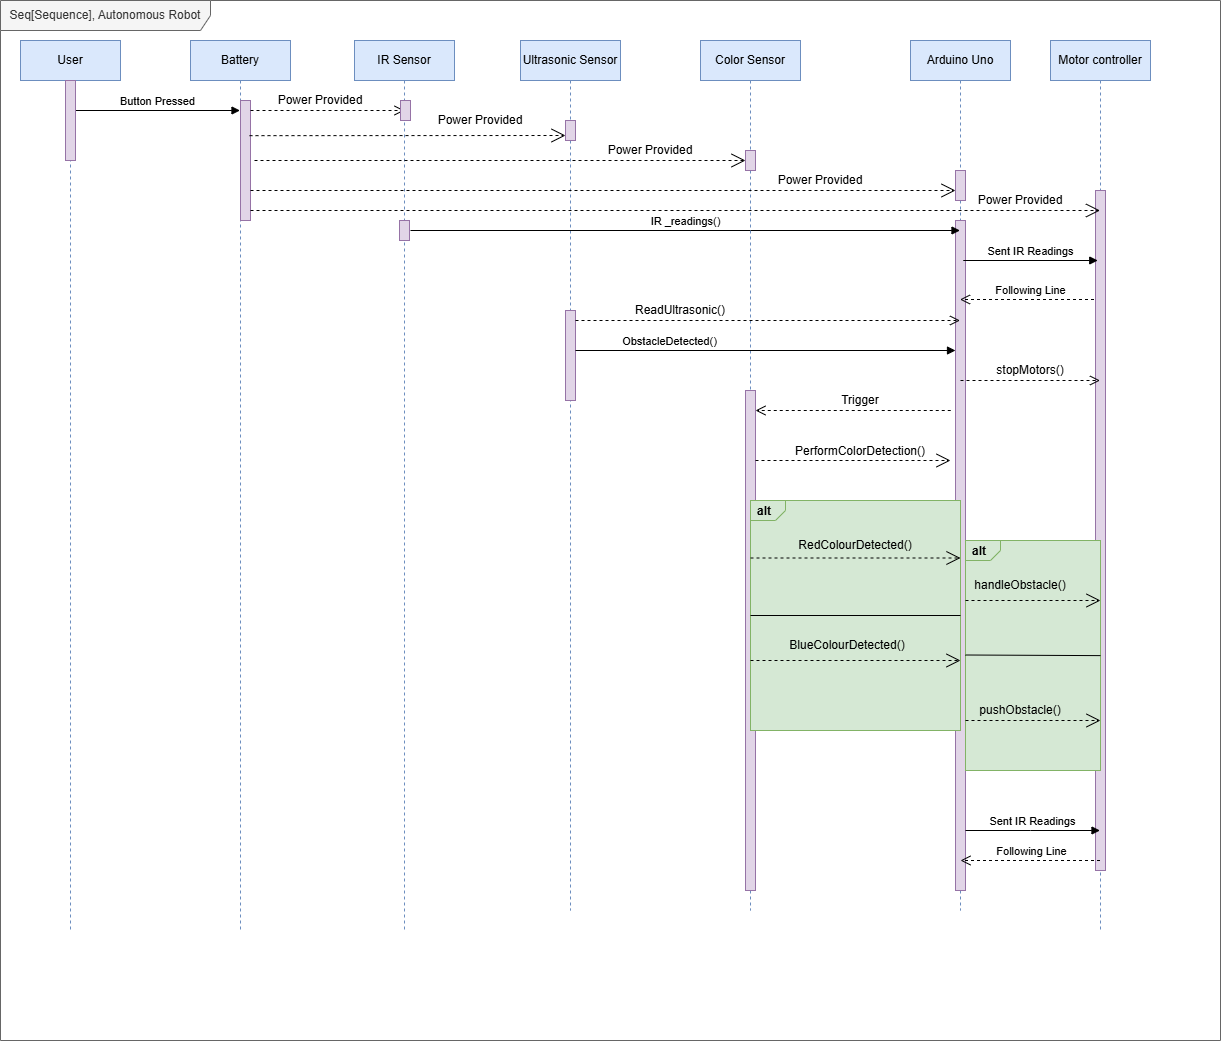 Seq[Sequence], Autonomous Robot
User
Battery
IR Sensor
Ultrasonic Sensor
Color Sensor
Arduino Uno
Motor controller
Button Pressed
Power Provided
Power Provided
Power Provided
Power Provided
Power Provided
IR _readings()
Sent IR Readings
Following Line
ReadUltrasonic()
ObstacleDetected()
stopMotors()
Trigger
PerformColorDetection()
alt
RedColourDetected()
alt
handleObstacle()
BlueColourDetected()
pushObstacle()
Sent IR Readings
Following Line